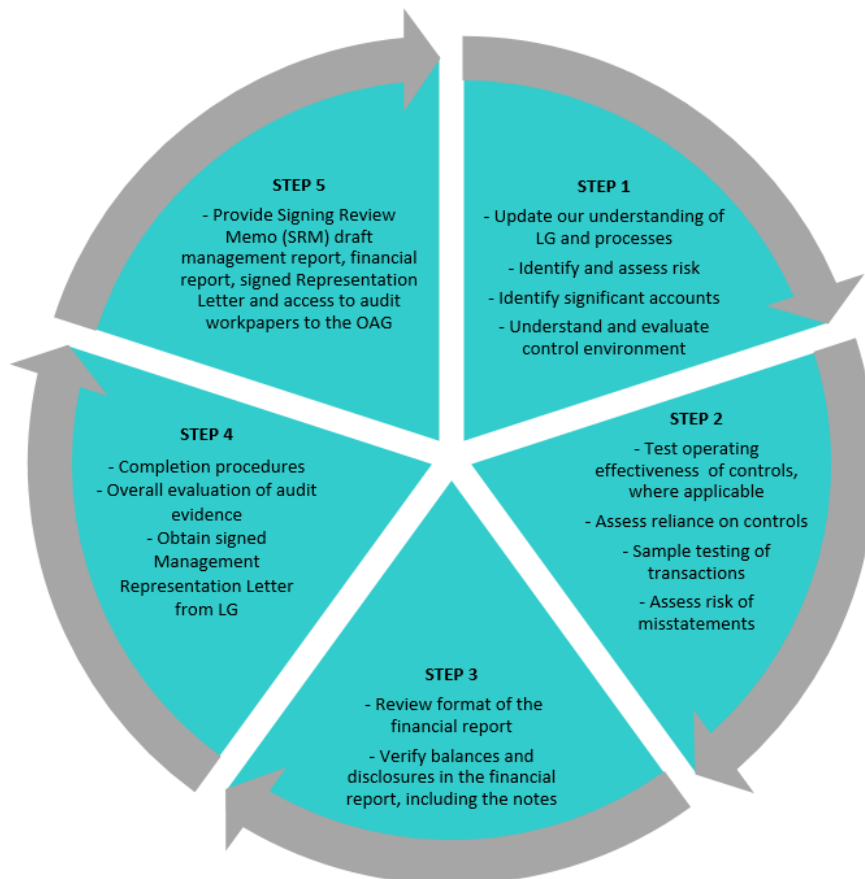 STEP 1
- Update our understanding of
LG and processes
- Identify and assess risk
- Identify significant accounts
- Understand and evaluate
control environment
STEP 2
- Test operating
effectiveness of controls,
where applicable
- Assess reliance on controls
- Sample testing of
transactions
- Assess risk of
misstatements
STEP 3
- Review format of the
financial report
- Verify balances and
disclosures in the financial
report, including the notes
STEP 4
- Completion procedures
- Overall evaluation of audit
evidence
- Obtain signed
Management
Representation Letter
from LG
STEP 5
- Provide Signing Review
Memo (SRM) draft
management report, financial
report, signed Representation
Letter and access to audit
workpapers to the OAG